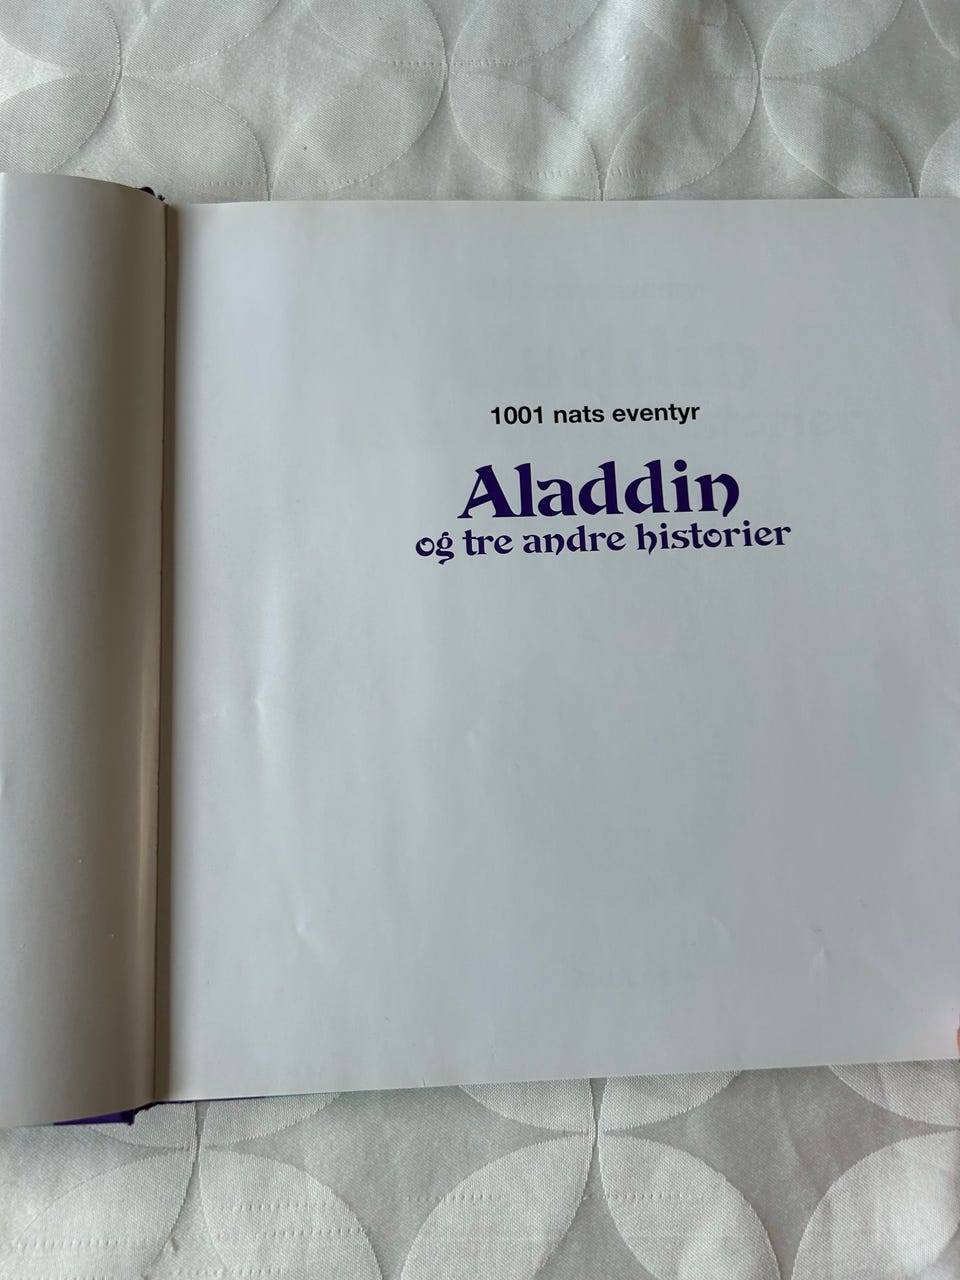 1001 nats eventyr
Aladdin
og tre andre historier